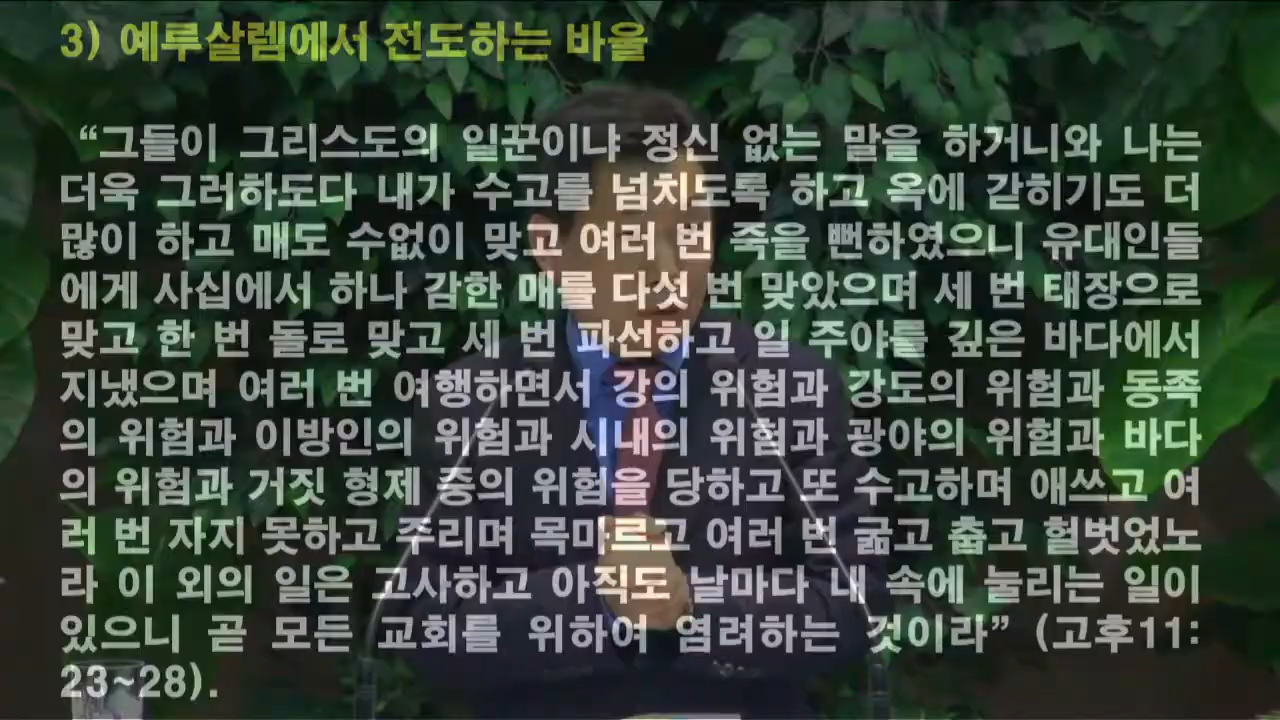 3) 예루살렘에서 전도하는 바울
“그들이 그리스도의 일꾼이냐 정신 없는 말을 하거니와 나는
더욱 그러하도다 내가 수고를 넘치도록 하고 옥에 갇히기도 더
많이 하고 매도 수없이 맞고 여러 번 죽을 뻔하였으니 유대인들
에게 사십에서 하나 감한 매를 다섯 번 맞았으며 세 번 태장으로
맞고 한 번 돌로 맞고 세 번 파선하고 일 주야를 깊은 바다에서
지냈으며 여러 번 여행하면서 강의 위험과 강도의 위험과 동족
의 위험과 이방인의 위험과 시내의 위험과 광야의 위험과 바다
의 위험과 거짓 형제 중의 위험을 당하고 또 수고하며 애쓰고 여
러 번 자지 못하고 주리며 목마르고 여러 번 굶고 춥고 헐벗었노
라 이 외의 일은 고사하고 아직도 날마다 내 속에 눌리는 일이
있으니 곧 모든 교회를 위하여 염려하는 것이라” (고후11:
23~28).